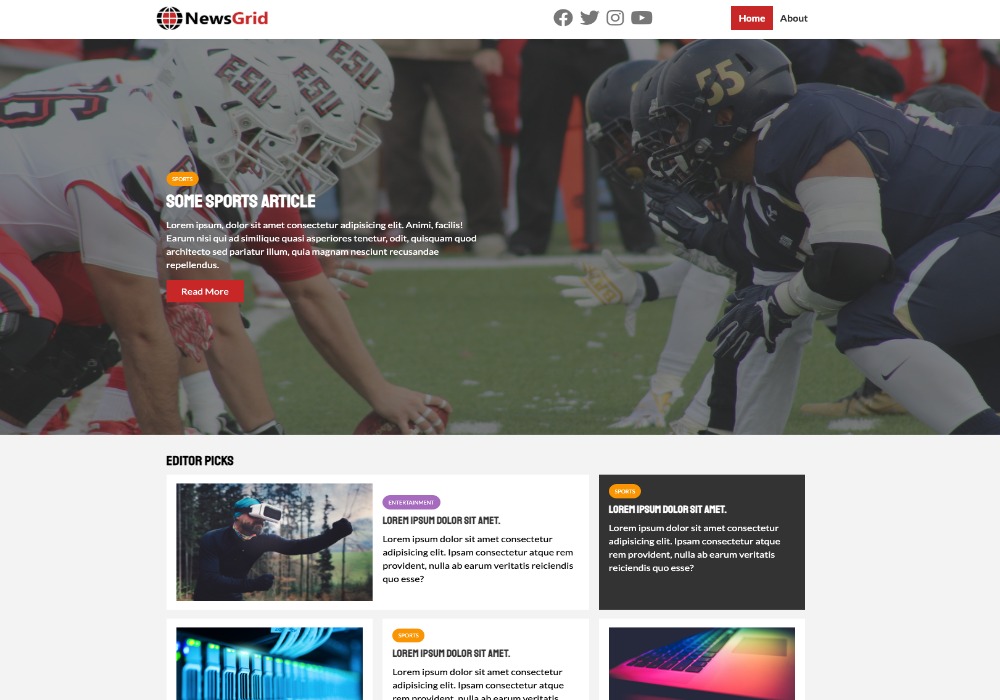 NewsGrid
Home About
ESU ESU ESU
55
SPORTS
SOME SPORTS ARTICLE
Lorem ipsum, dolor sit amet consectetur adipisicing elit. Animi, facilis!
Earum nisi qui ad similique quasi asperiores tenetur, odit, quisquam quod
architecto sed pariatur illum, quia magnam nesciunt recusandae
repellendus.
Read More
EDITOR PICKS
ENTERTAINMENT
LOREM IPSUM DOLOR SIT AMET.
Lorem ipsum dolor sit amet consectetur
adipisicing elit. Ipsam consectetur atque rem
provident, nulla ab earum veritatis reiciendis
quo esse?
SPORTS
LOREM IPSUM DOLOR SIT AMET.
Lorem ipsum dolor sit amet consectetur
adipisicing elit. Ipsam consectetur atque
rem provident, nulla ab earum veritatis
reiciendis quo esse?
SPORTS
LOREM IPSUM DOLOR SIT AMET.
Lorem ipsum dolor sit amet consectetur
adipisicing elit. Ipsam consectetur atque
rem provident, nulla ab earum veritatis